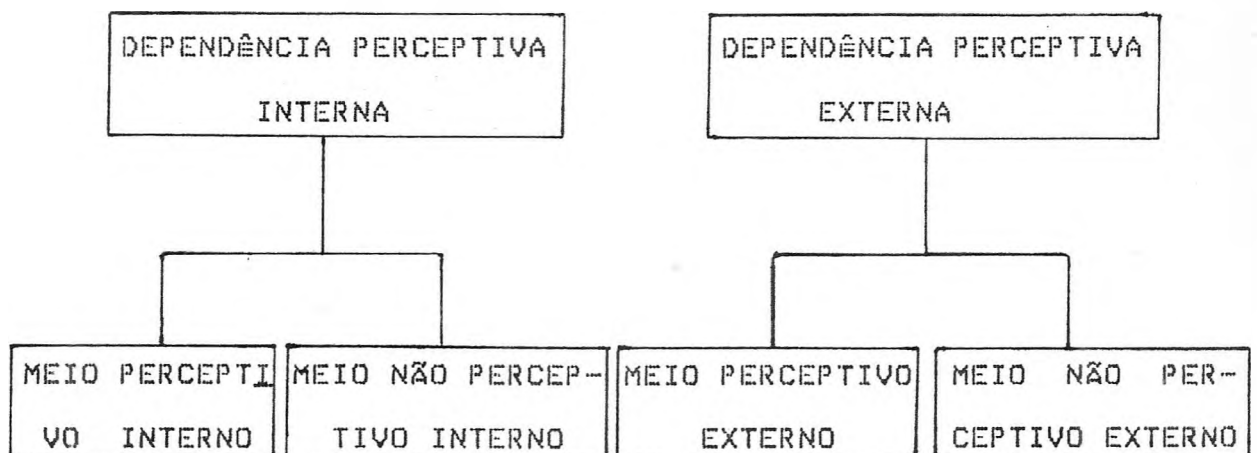 DEPENDÊNCIA PERCEPTIVA
INTERNA
DEPENDÊNCIA PERCEPTIVA
EXTERNA
MEIO PERCEPTI
VO INTERNO
MEIO NÃO PERCEP-
TIVO INTERNO
MEIO PERCEPTIVO
EXTERNO
MEIO NÃO PER-
CEPTIVO EXTERNO